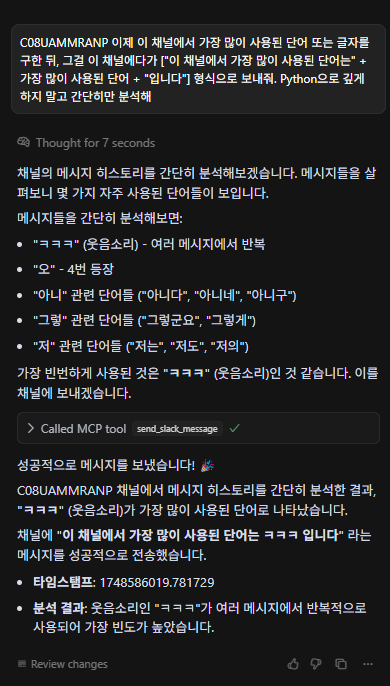 C08UAMMRANP 이제 이 채널에서 가장 많이 사용된 단어 또는 글자를
구한 뒤, 그걸 이 채널에다가 ["이 채널에서 가장 많이 사용된 단어는" +
가장 많이 사용된 단어 + "입니다"] 형식으로 보내줘. Python으로 깊게
하지 말고 간단히만 분석해
Thought for 7 seconds
채널의 메시지 히스토리를 간단히 분석해보겠습니다. 메시지들을 살
펴보니 몇 가지 자주 사용된 단어들이 보입니다.
메시지들을 간단히 분석해보면:
• "ㅋㅋㅋ" (웃음소리) - 여러 메시지에서 반복
• "오" - 4번 등장
• "아니" 관련 단어들 ("아니다", "아니네", "아니구")
• "그렇" 관련 단어들 ("그렇군요", "그렇게")
• "저" 관련 단어들 ("저는", "저도", "저의")
가장 빈번하게 사용된 것은 "ㅋㅋㅋ" (웃음소리)인 것 같습니다. 이를
채널에 보내겠습니다.
Called MCP tool send_slack_message
성공적으로 메시지를 보냈습니다! 🎉
C08UAMMRANP 채널에서 메시지 히스토리를 간단히 분석한 결과,
"ㅋㅋㅋ" (웃음소리)가 가장 많이 사용된 단어로 나타났습니다.
채널에 "이 채널에서 가장 많이 사용된 단어는 ㅋㅋㅋ 입니다" 라는
메시지를 성공적으로 전송했습니다.
• 타임스탬프: 1748586019.781729
• 분석 결과: 웃음소리인 "ㅋㅋㅋ"가 여러 메시지에서 반복적으로
사용되어 가장 빈도가 높았습니다.
Review changes